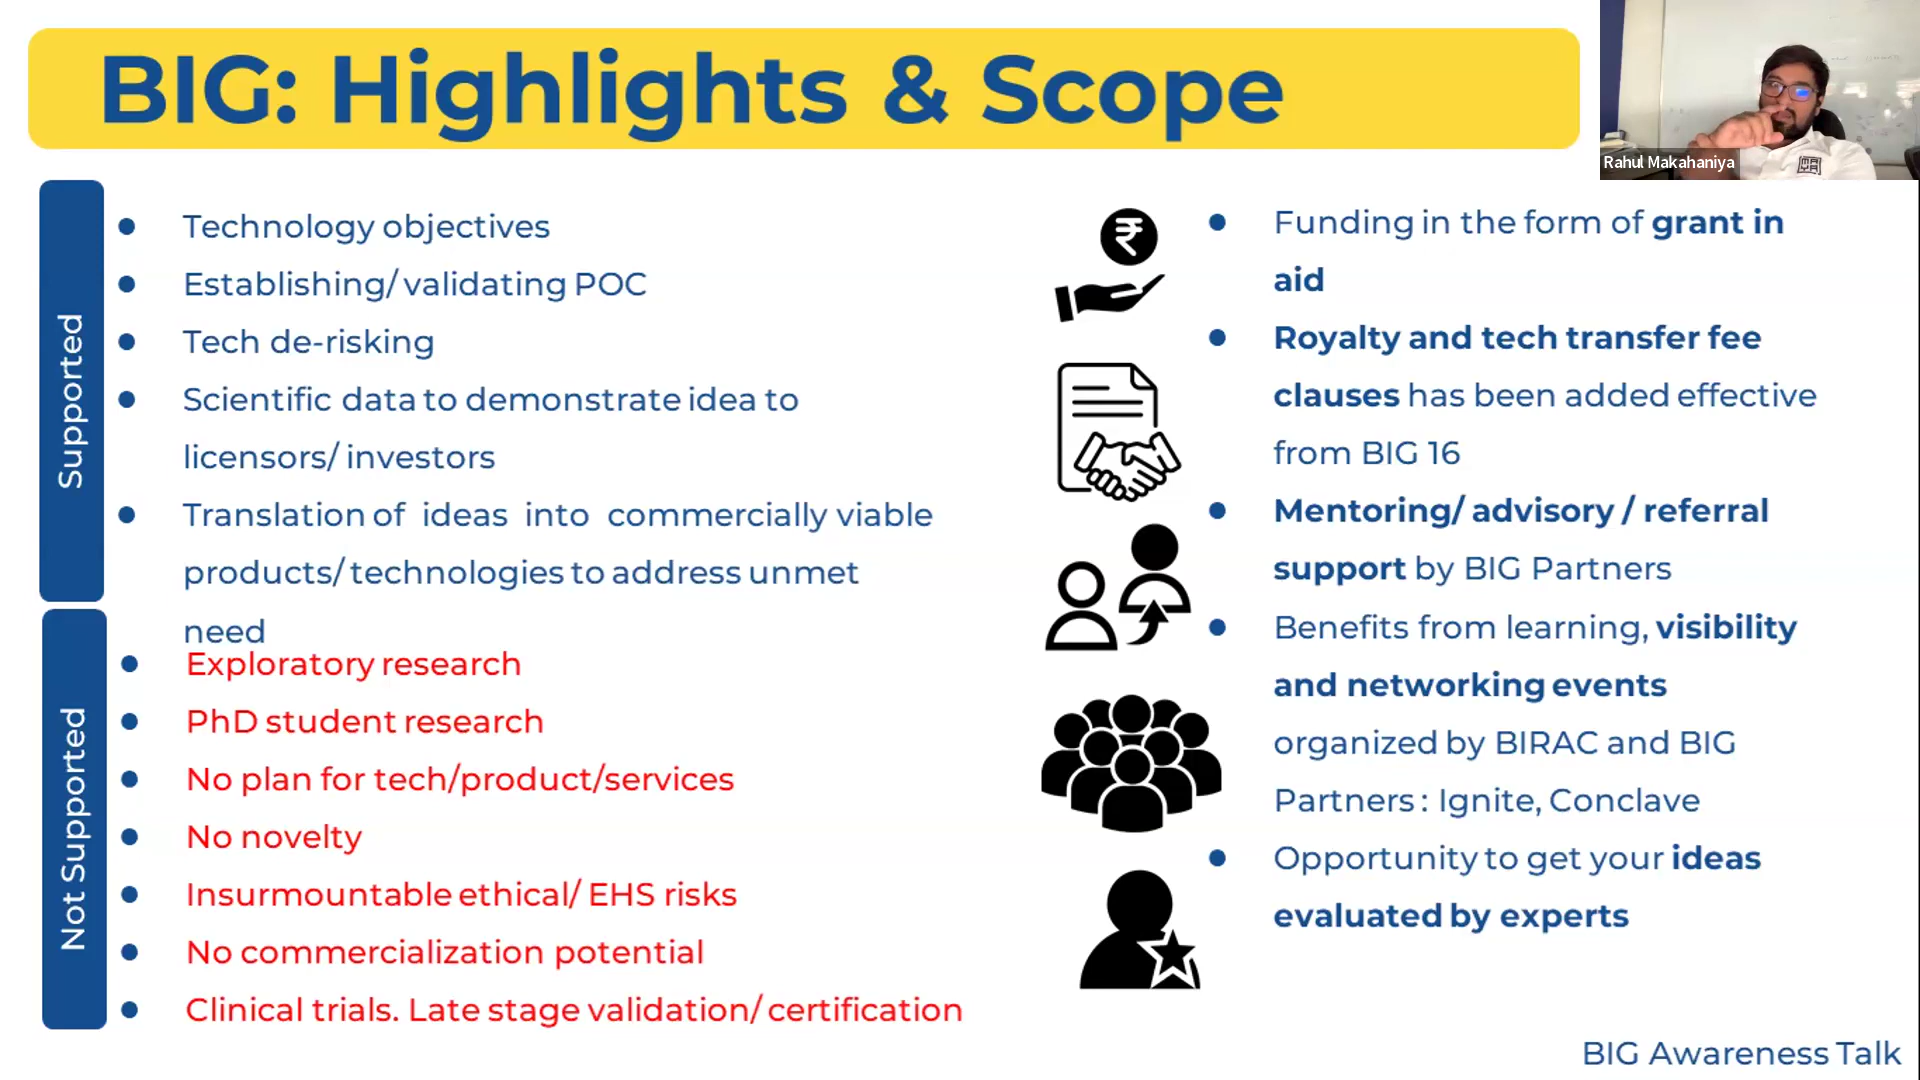 BIG: Highlights & Scope
Rahul Makahaniya
Supported
Technology objectives
Establishing/ validating POC
Tech de-risking
Scientific data to demonstrate idea to
licensors/ investors
Translation of ideas into commercially viable
products/ technologies to address unmet
need
Not Supported
Exploratory research
PhD student research
No plan for tech/product/services
No novelty
Insurmountable ethical/ EHS risks
No commercialization potential
Clinical trials. Late stage validation/ certification
₹
Funding in the form of grant in
aid
Royalty and tech transfer fee
clauses has been added effective
from BIG 16
Mentoring/ advisory / referral
support by BIG Partners
Benefits from learning, visibility
and networking events
organized by BIRAC and BIG
Partners : Ignite, Conclave
Opportunity to get your ideas
evaluated by experts
BIG Awareness Talk